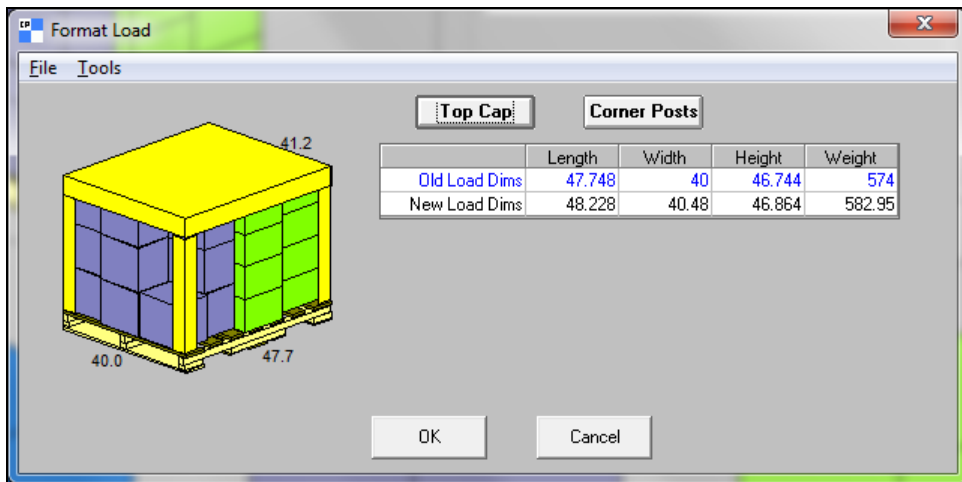 CP Format Load X
File Tools
Top Cap Corner Posts
41.2
Length Width Height Weight
Old Load Dims 47.748 40 46.744 574
New Load Dims 48.228 40.48 46.864 582.95
40.0 47.7
OK Cancel